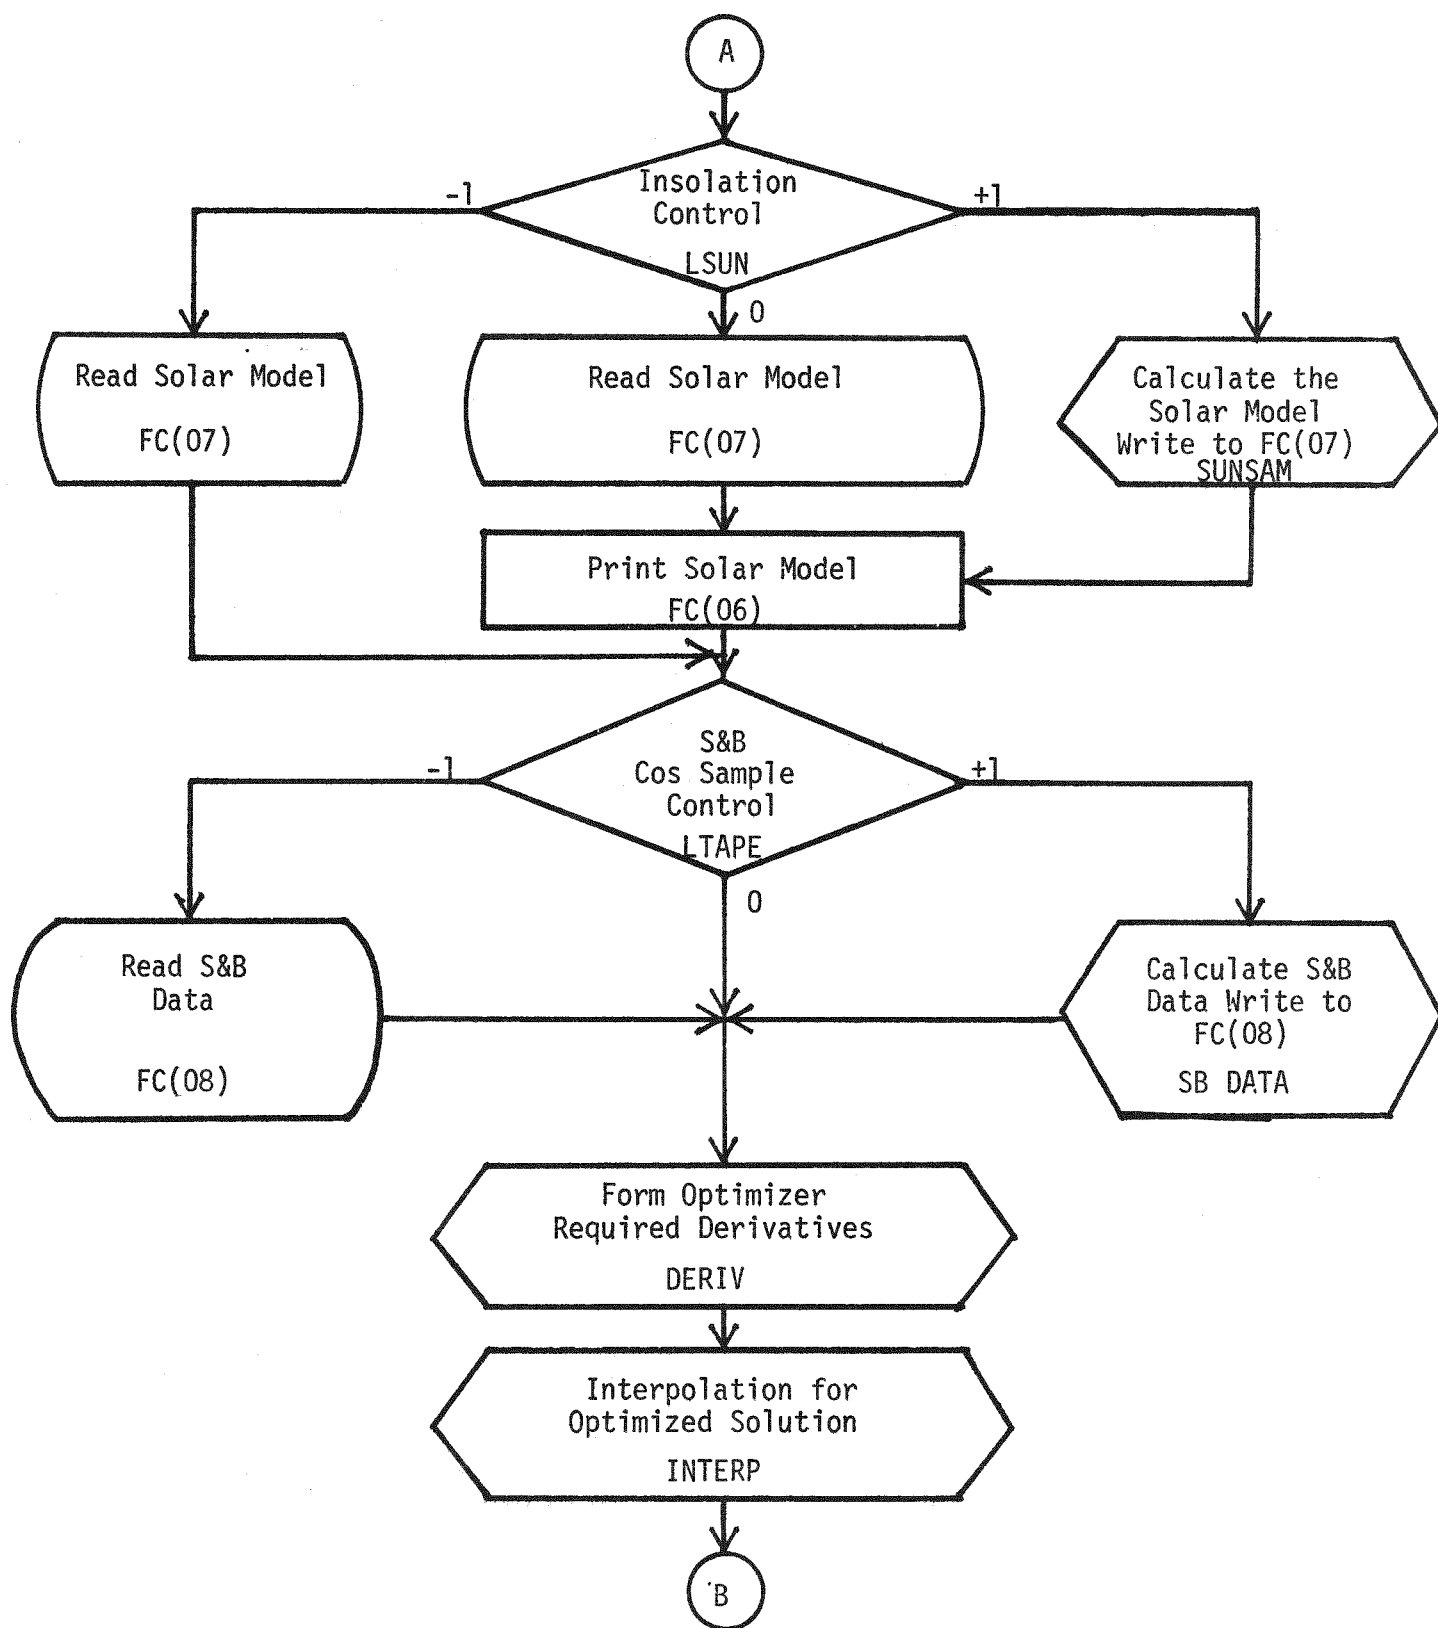 A
Insolation
Control
LSUN
-1
+1
0
Read Solar Model
FC(07)
Read Solar Model
FC(07)
Calculate the
Solar Model
Write to FC(07)
SUNSAM
Print Solar Model
FC(06)
S&B
Cos Sample
Control
LTAPE
-1
+1
0
Read S&B
Data
FC(08)
Calculate S&B
Data Write to
FC(08)
SB DATA
Form Optimizer
Required Derivatives
DERIV
Interpolation for
Optimized Solution
INTERP
B